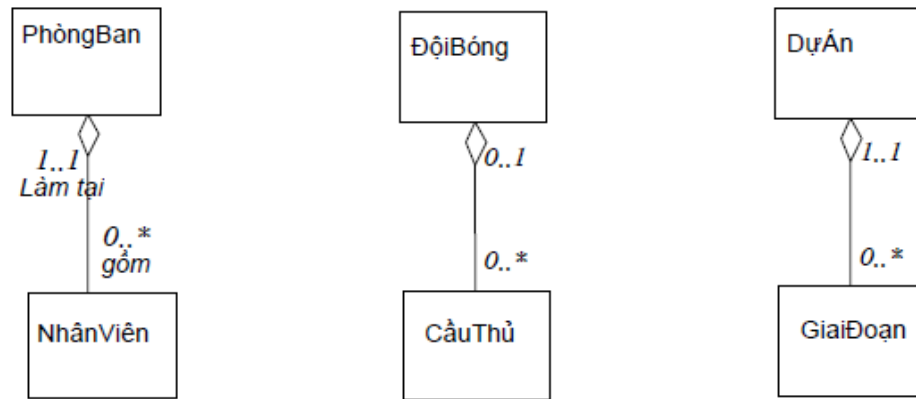 PhòngBan
1..1
Làm tại
0..*
gồm
NhânViên
ĐộiBóng
0..1
0..*
CầuThủ
DựÁn
1..1
0..*
GiaiĐoạn